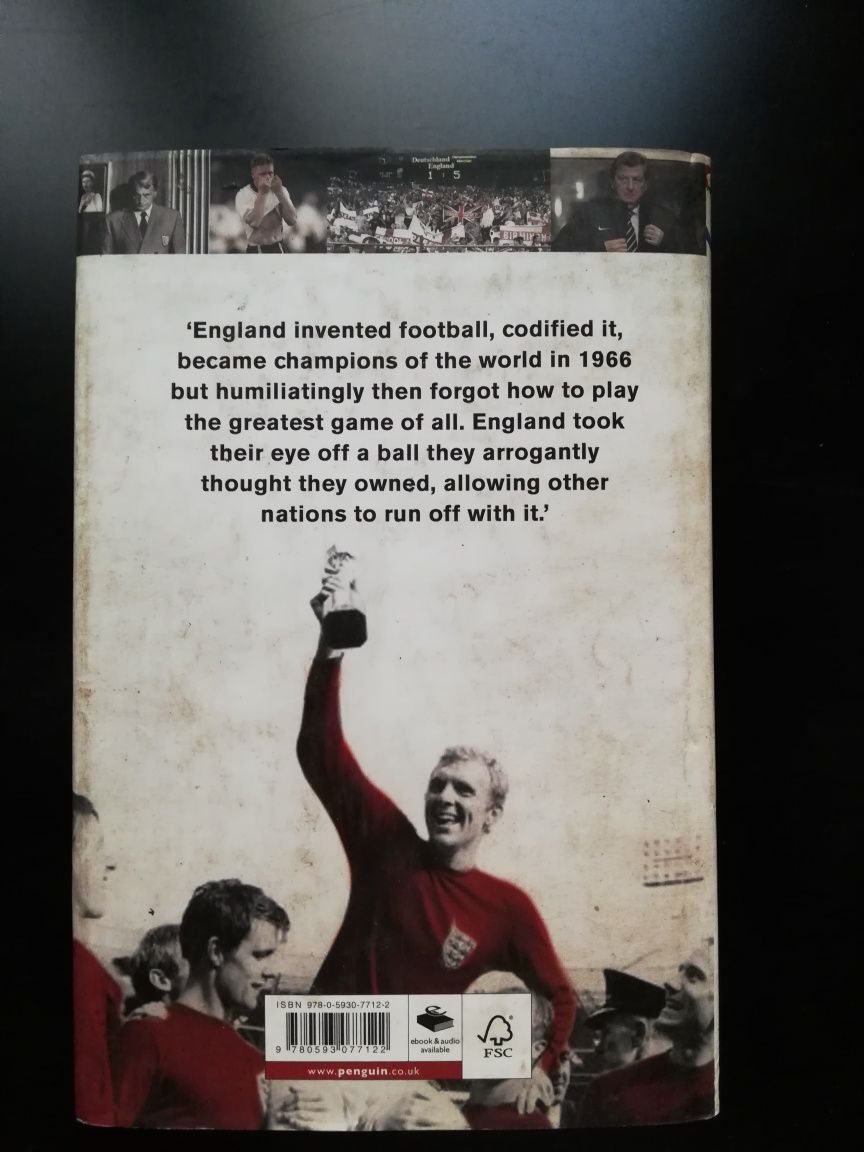 Deutschland
England
1 : 5
BIRMINGH
‘England invented football, codified it,
became champions of the world in 1966
but humiliatingly then forgot how to play
the greatest game of all. England took
their eye off a ball they arrogantly
thought they owned, allowing other
nations to run off with it.’
ISBN 978-0-5930-7712-2
9 780593 077122
ebook & audio
available
FSC
www.penguin.co.uk